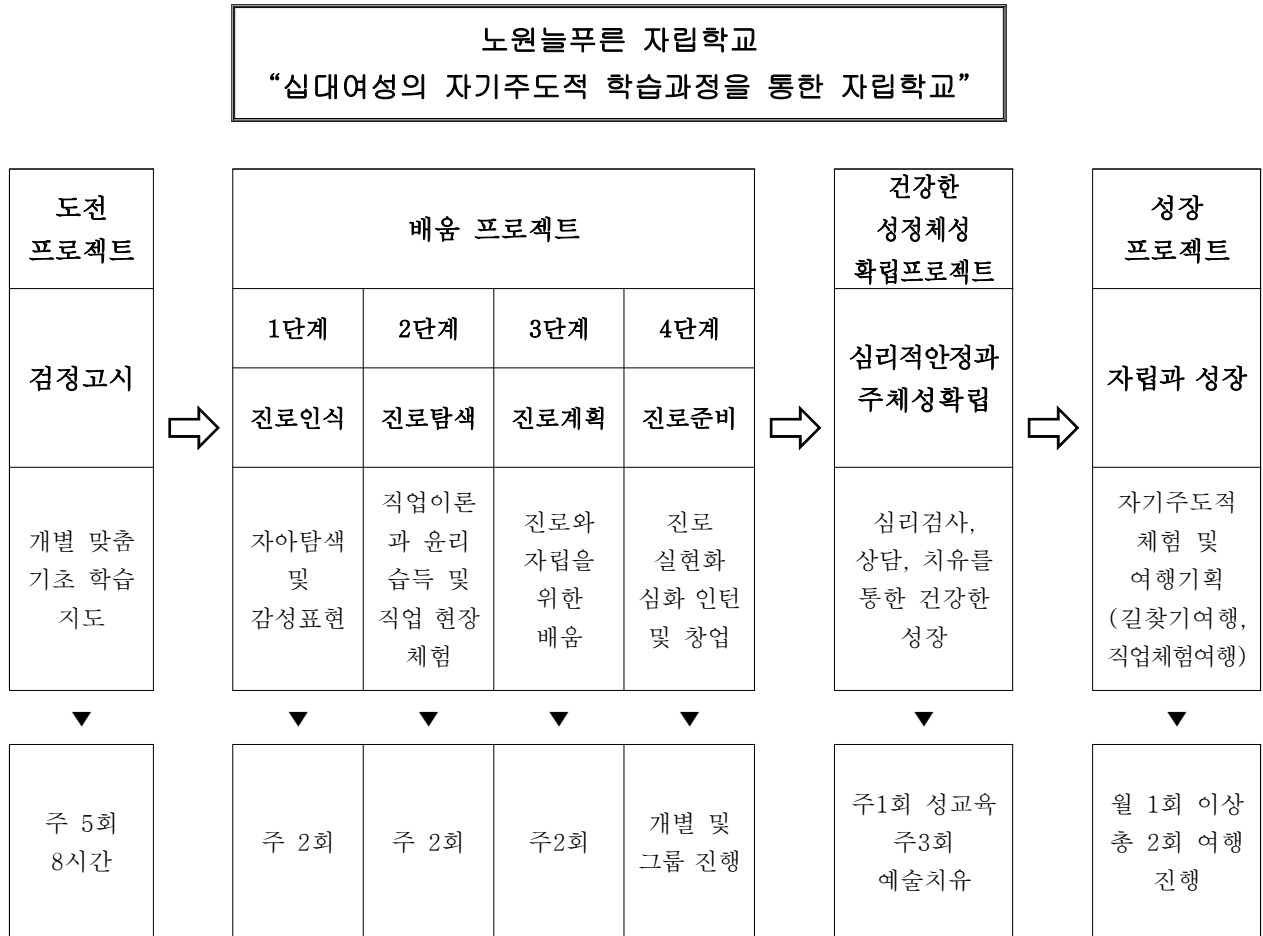 노원늘푸른 자립학교
“십대여성의 자기주도적 학습과정을 통한 자립학교”
도전
프로젝트
배움 프로젝트
건강한
성정체성
확립프로젝트
성장
프로젝트
검정고시
1단계
2단계
3단계
4단계
진로인식
진로탐색
진로계획
진로준비
심리적안정과
주체성확립
자립과 성장
개별 맞춤
기초 학습
지도
자아탐색
및
감성표현
직업이론
과 윤리
습득 및
직업 현장
체험
진로와
자립을
위한
배움
진로
실현화
심화 인턴
및 창업
심리검사,
상담, 치유를
통한 건강한
성장
자기주도적
체험 및
여행기획
(길찾기여행,
직업체험여행)
주 5회
8시간
주 2회
주 2회
주2회
개별 및
그룹 진행
주1회 성교육
주3회
예술치유
월 1회 이상
총 2회 여행
진행